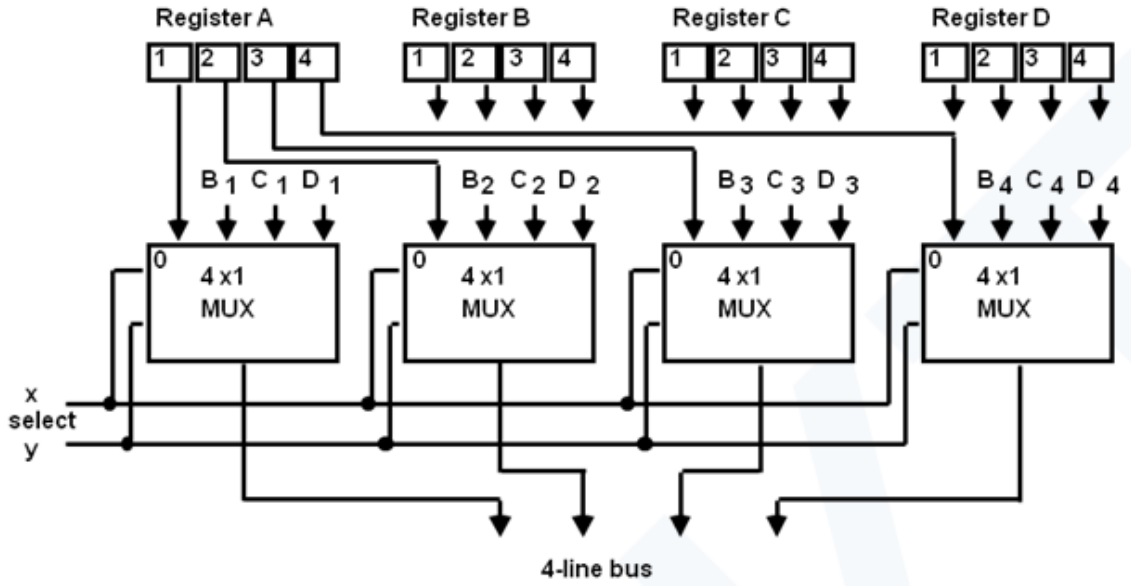 Register A Register B Register C Register D
1 2 3 4 1 2 3 4 1 2 3 4 1 2 3 4
B 1 C 1 D 1 B 2 C 2 D 2 B 3 C 3 D 3 B 4 C 4 D 4
0 4 x1 0 4 x1 0 4 x1 0 4 x1
MUX MUX MUX MUX
x
select
y
4-line bus